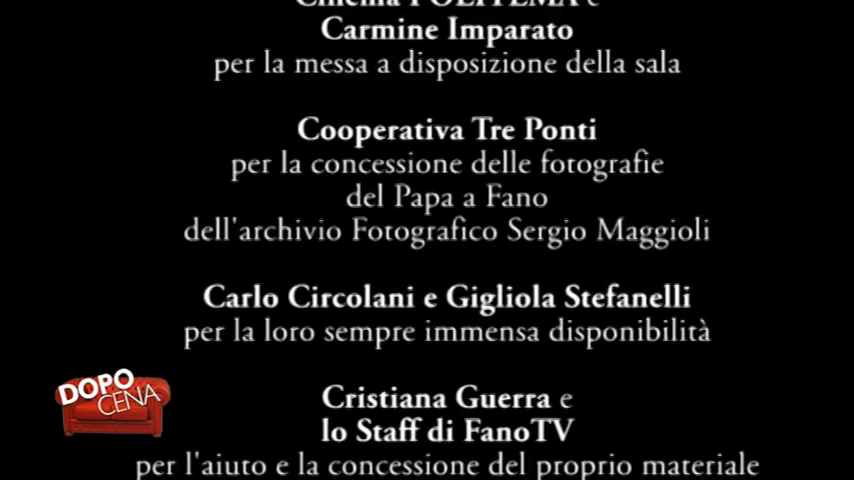 Cinema POLITEMA e
Carmine Imparato
per la messa a disposizione della sala
Cooperativa Tre Ponti
per la concessione delle fotografie
del Papa a Fano
dell'archivio Fotografico Sergio Maggioli
Carlo Circolani e Gigliola Stefanelli
per la loro sempre immensa disponibilità
DOPO
CENA
Cristiana Guerra e
lo Staff di FanoTV
per l'aiuto e la concessione del proprio materiale